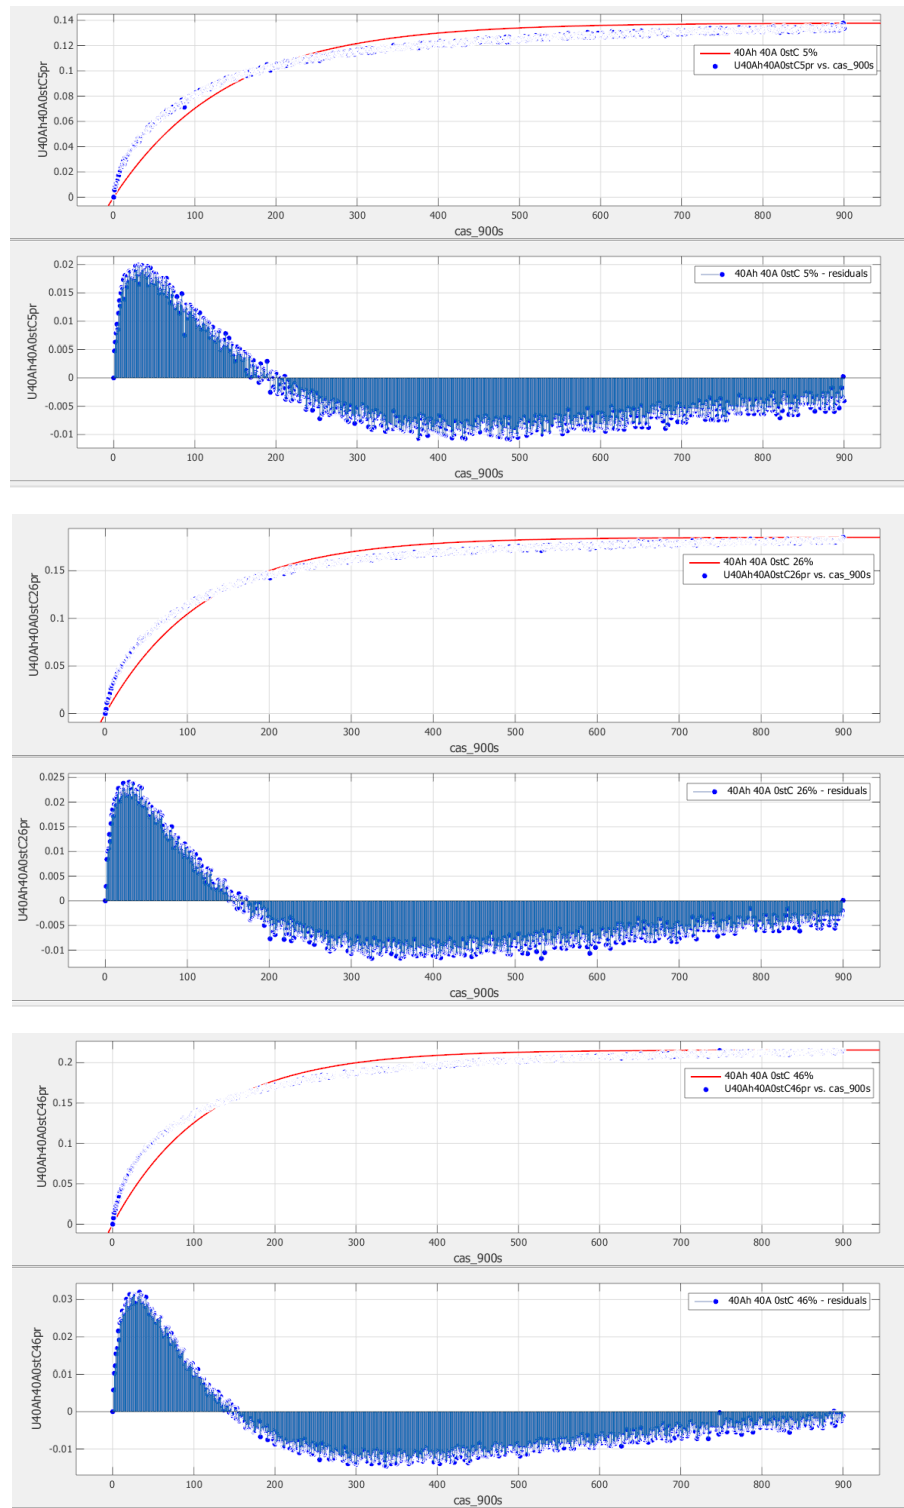 U40Ah40A0stC5pr
0.14
0.12
0.1
0.08
0.06
0.04
0.02
0
40Ah 40A 0stC 5%
U40Ah40A0stC5pr vs. cas_900s
0 100 200 300 400 500 600 700 800 900
cas_900s
U40Ah40A0stC5pr
0.02
0.015
0.01
0.005
0
-0.005
-0.01
40Ah 40A 0stC 5% - residuals
0 100 200 300 400 500 600 700 800 900
cas_900s
U40Ah40A0stC26pr
0.15
0.1
0.05
0
40Ah 40A 0stC 26%
U40Ah40A0stC26pr vs. cas_900s
0 100 200 300 400 500 600 700 800 900
cas_900s
U40Ah40A0stC26pr
0.025
0.02
0.015
0.01
0.005
0
-0.005
-0.01
40Ah 40A 0stC 26% - residuals
0 100 200 300 400 500 600 700 800 900
cas_900s
U40Ah40A0stC46pr
0.2
0.15
0.1
0.05
0
40Ah 40A 0stC 46%
U40Ah40A0stC46pr vs. cas_900s
0 100 200 300 400 500 600 700 800 900
cas_900s
U40Ah40A0stC46pr
0.03
0.02
0.01
0
-0.01
40Ah 40A 0stC 46% - residuals
0 100 200 300 400 500 600 700 800 900
cas_900s